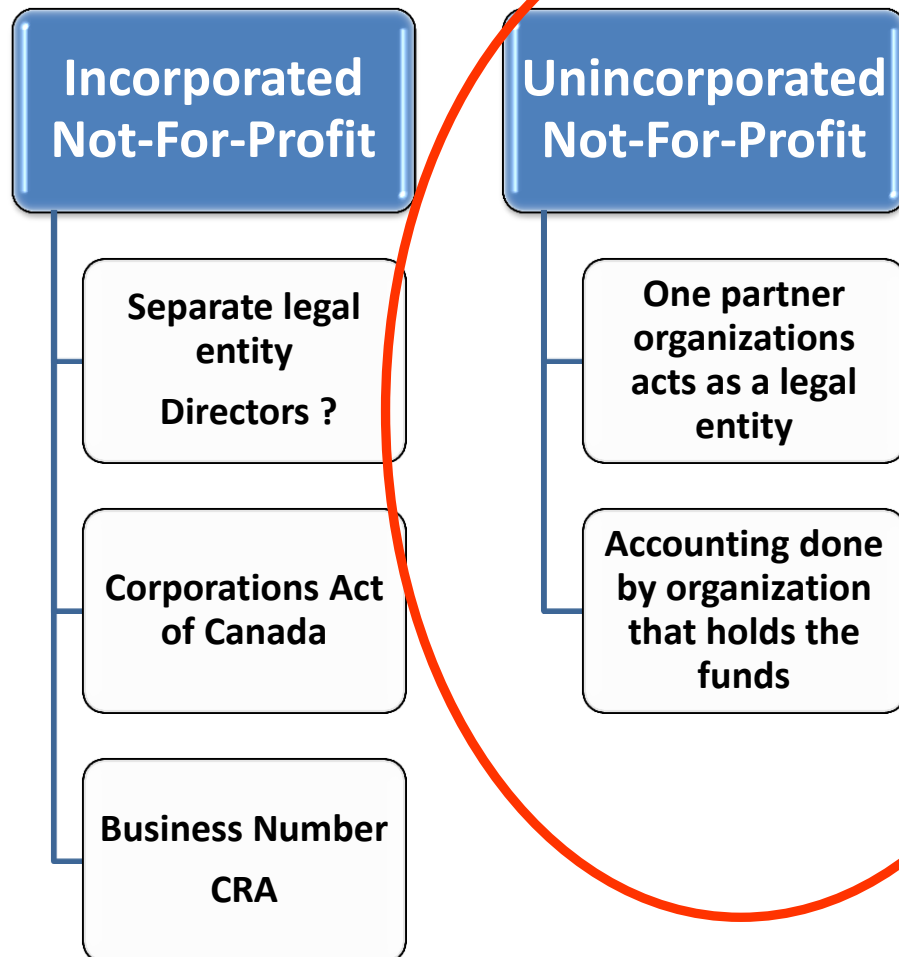 Incorporated
Not-For-Profit
Separate legal
entity
Directors ?
Corporations Act
of Canada
Business Number
CRA
Unincorporated
Not-For-Profit
One partner
organizations
acts as a legal
entity
Accounting done
by organization
that holds the
funds